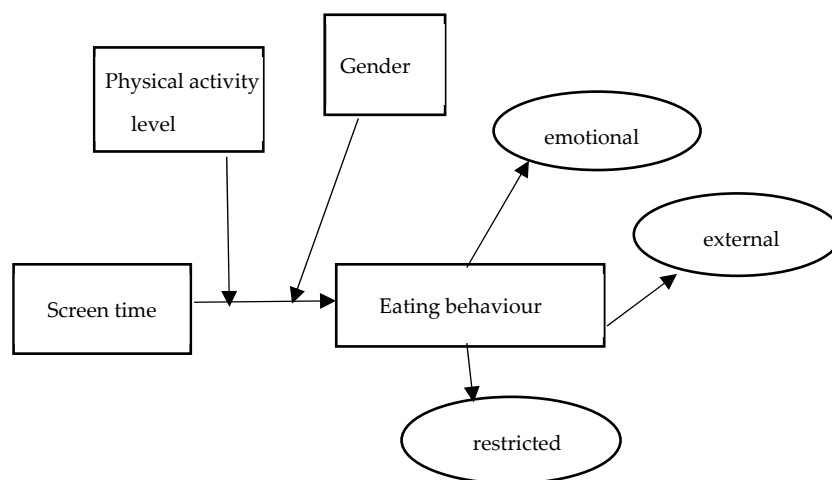 Physical activity
level
Gender
emotional
external
Screen time
Eating behaviour
restricted